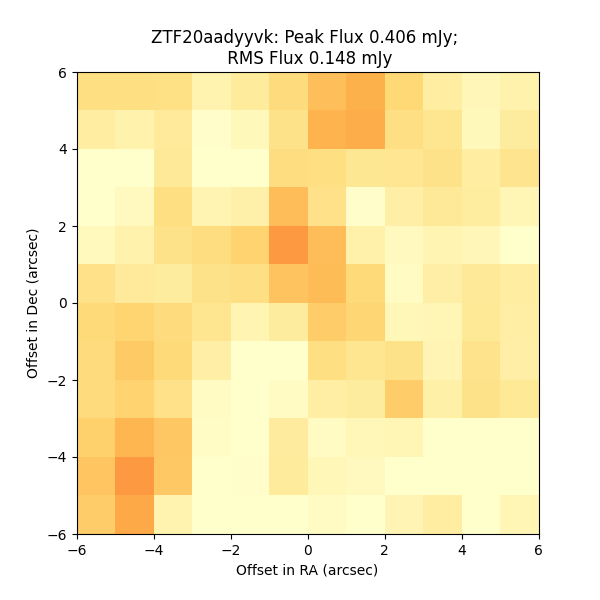 ZTF20aadyyvk: Peak Flux 0.406 mJy;
RMS Flux 0.148 mJy
6
4
2
0
−2
−4
−6
Offset in Dec (arcsec)
−6 −4 −2 0 2 4 6
Offset in RA (arcsec)